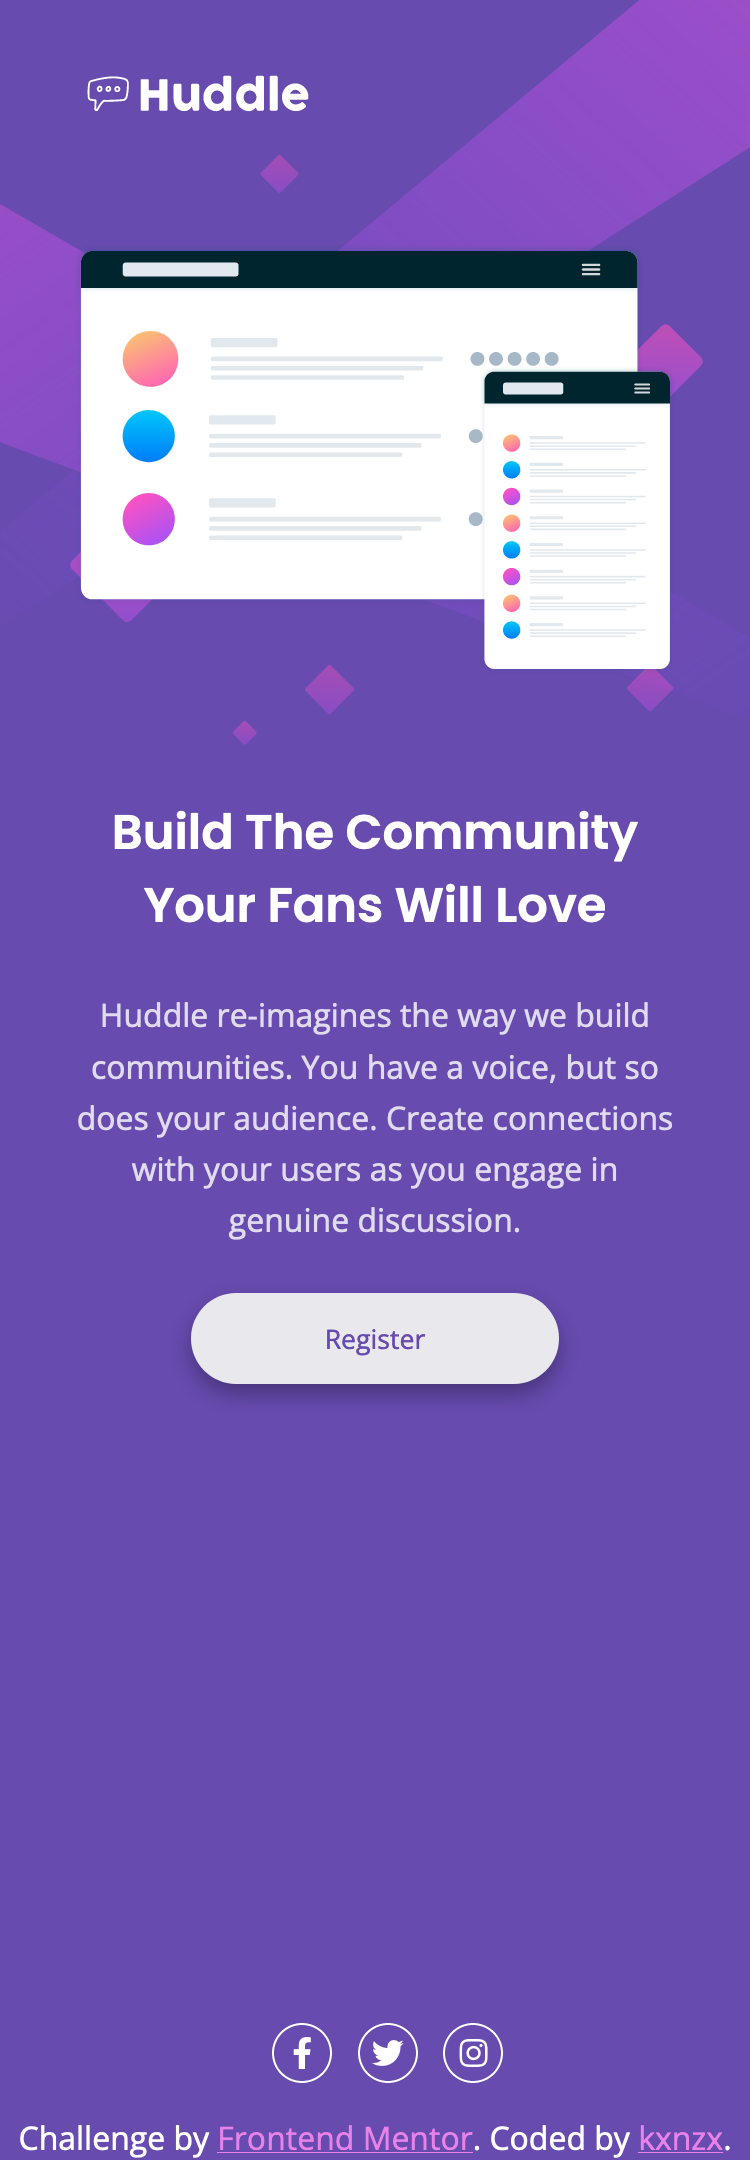 Huddle
Build The Community
Your Fans Will Love
Huddle re-imagines the way we build
communities. You have a voice, but so
does your audience. Create connections
with your users as you engage in
genuine discussion.
Register
Challenge by Frontend Mentor. Coded by kxnzx.